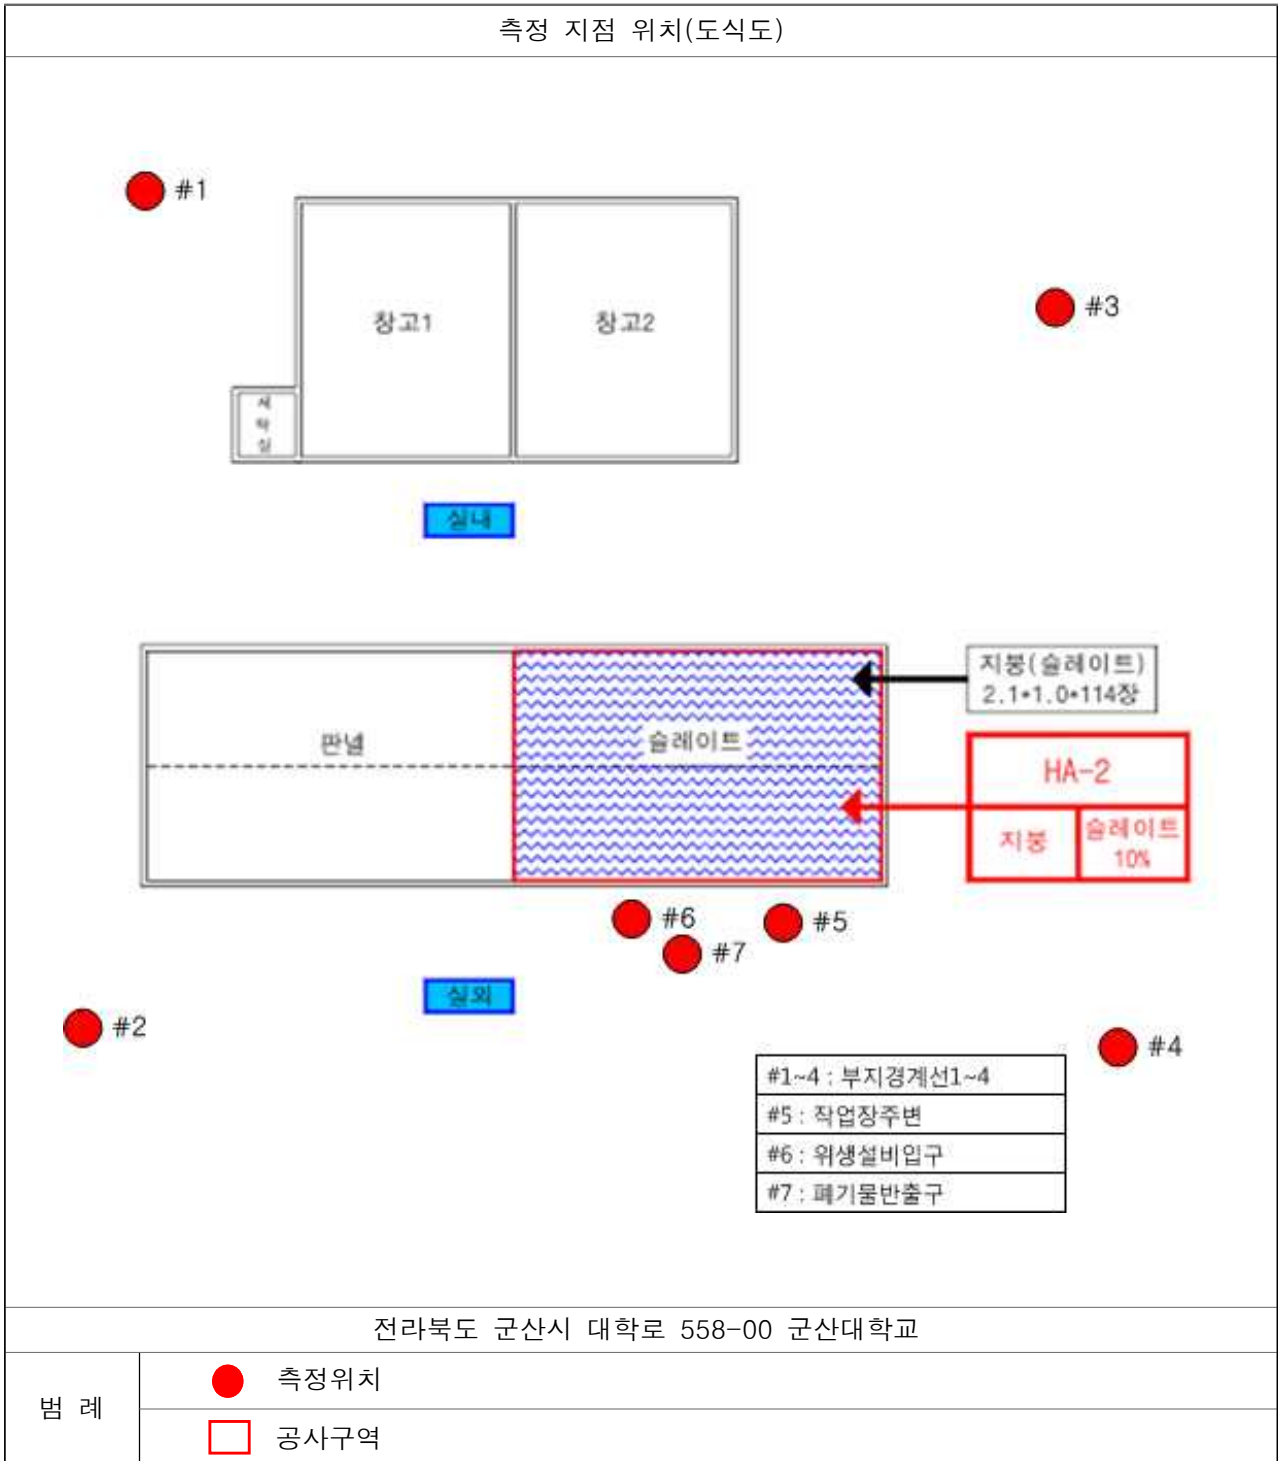 측정 지점 위치(도식도)
#1
#3
창고1
창고2
세
탁
실
실내
지붕(슬레이트)
2.1*1.0*114장
판넬
슬레이트
HA-2
지붕
슬레이트
10%
#6
#5
#7
실외
#2
#4
#1~4 : 부지경계선1~4
#5 : 작업장주변
#6 : 위생설비입구
#7 : 폐기물반출구
전라북도 군산시 대학로 558-00 군산대학교
범 례
측정위치
공사구역